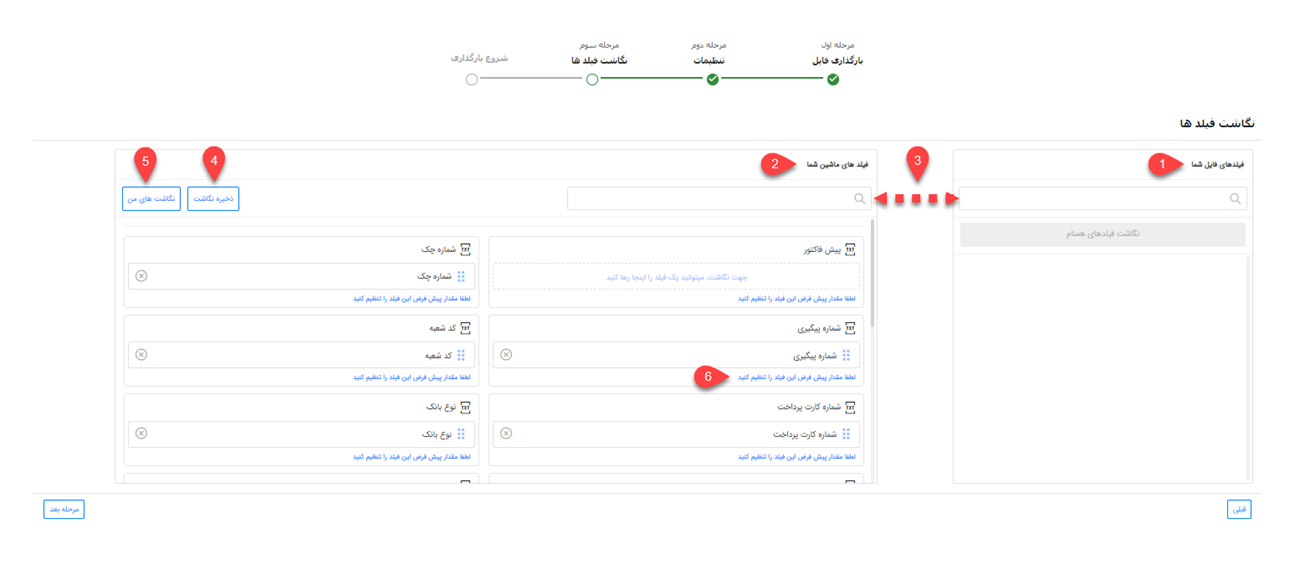 مرحله اول
بارگذاری فایل
مرحله دوم
تنظیمات
مرحله سوم
نگاشت فیلد ها
شروع بارگذاری
نگاشت فیلد ها
فیلدهای فایل شما
1
3
فیلد های ماشین شما
2
4
5
ذخیره نگاشت
نگاشت های من
نگاشت فیلدهای همنام
TXT پیش فاکتور
جهت نگاشت، میتوانید یک فیلد را اینجا رها کنید
لطفا مقدار پیش فرض این فیلد را تنظیم کنید
TXT شماره چک
شماره چک
لطفا مقدار پیش فرض این فیلد را تنظیم کنید
TXT شماره پیگیری
شماره پیگیری
لطفا مقدار پیش فرض این فیلد را تنظیم کنید
6
TXT کد شعبه
کد شعبه
لطفا مقدار پیش فرض این فیلد را تنظیم کنید
TXT شماره کارت پرداخت
شماره کارت پرداخت
لطفا مقدار پیش فرض این فیلد را تنظیم کنید
TXT نوع بانک
نوع بانک
لطفا مقدار پیش فرض این فیلد را تنظیم کنید
قبلی
مرحله بعد